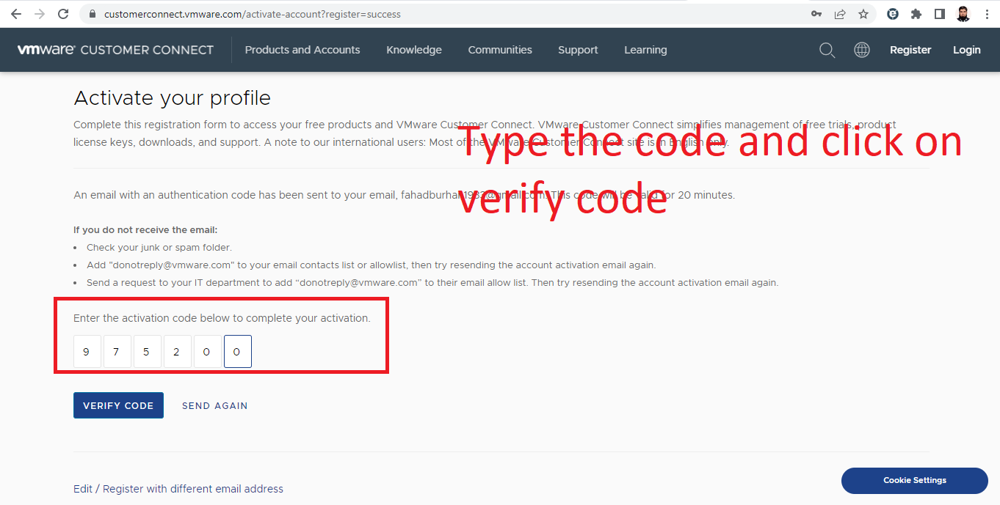 customerconnect.vmware.com/activate-account?register=success
vmware® CUSTOMER CONNECT
Products and Accounts
Knowledge
Communities
Support
Learning
Register
Login
Activate your profile
Complete this registration form to access your free products and VMware Customer Connect. VMware Customer Connect simplifies management of free trials, product
license keys, downloads, and support. A note to our international users: Most of the VMware Customer Connect site is in English only.
Type the code and click on
verify code
An email with an authentication code has been sent to your email, This code will be valid for 20 minutes.
If you do not receive the email:
• Check your junk or spam folder.
• Add "donotreply@vmware.com" to your email contacts list or allowlist, then try resending the account activation email again.
• Send a request to your IT department to add “donotreply@vmware.com” to their email allow list. Then try resending the account activation email again.
Enter the activation code below to complete your activation.
9 7 5 2 0 0
VERIFY CODE
SEND AGAIN
Edit / Register with different email address
Cookie Settings